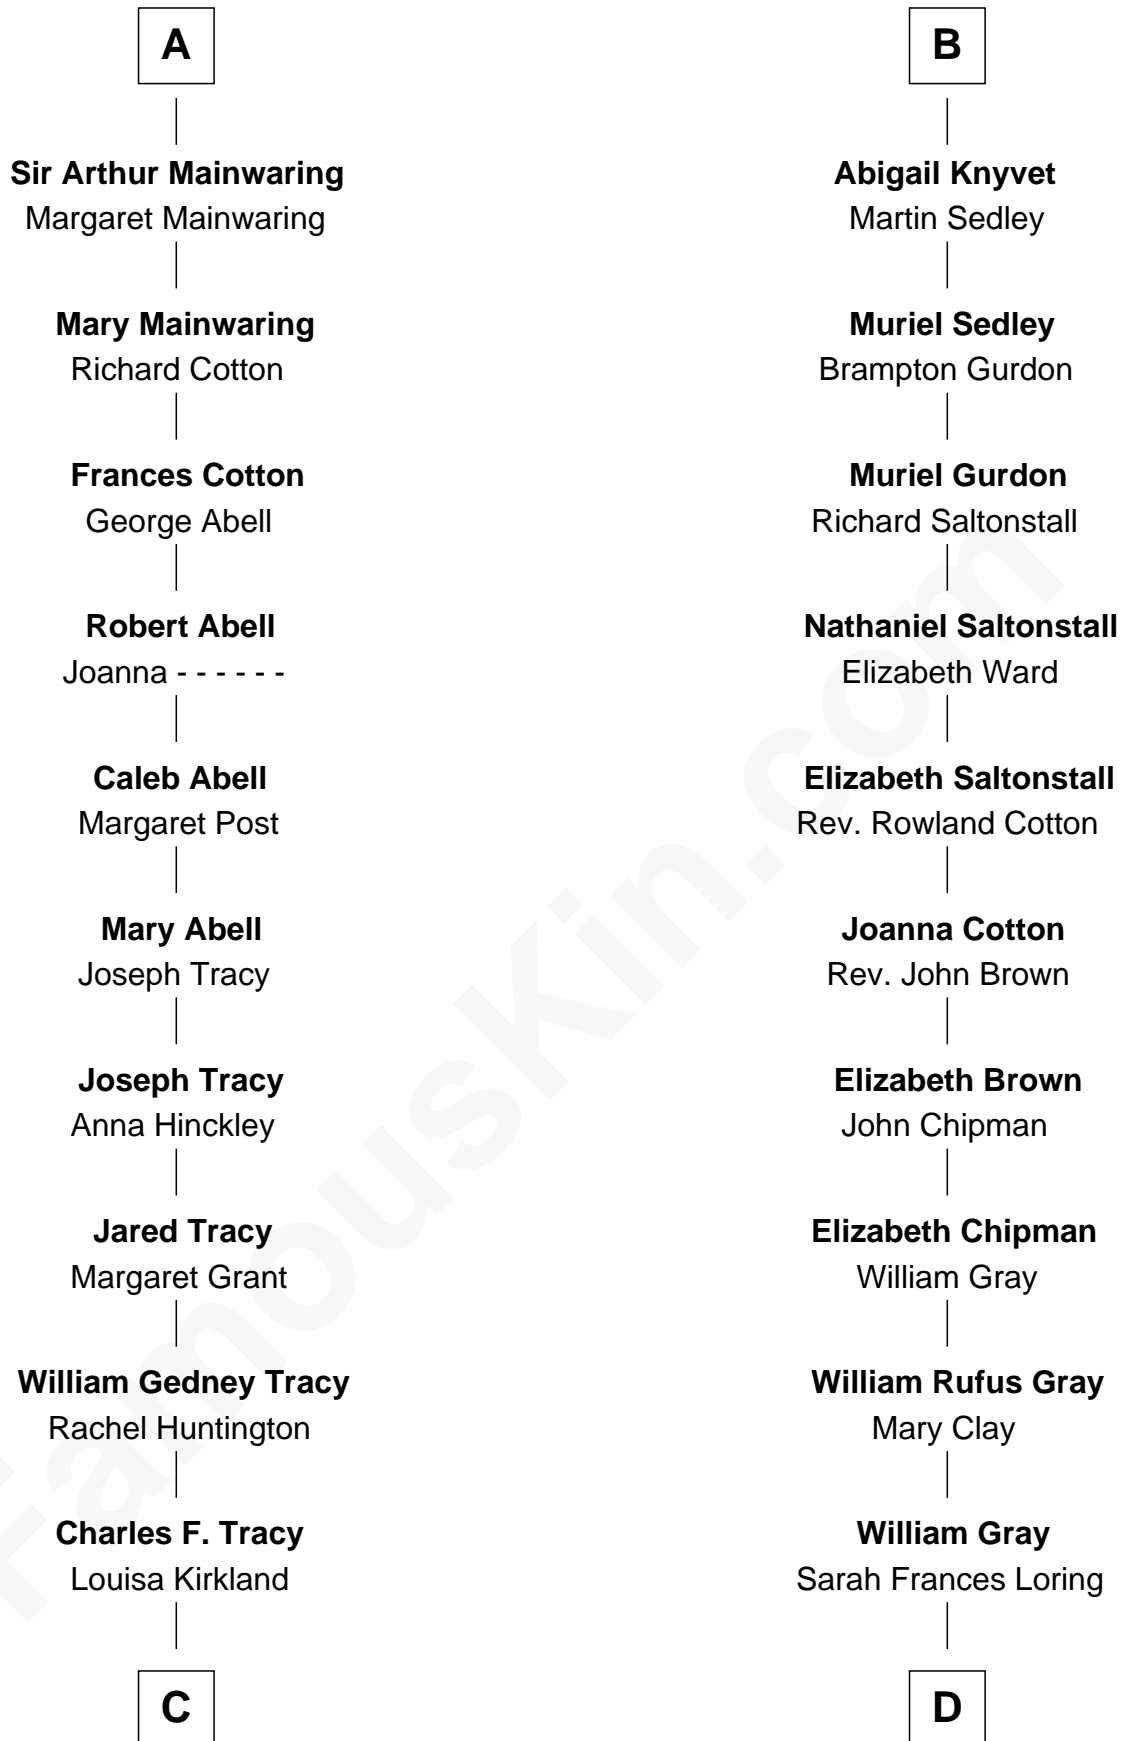 A
Sir Arthur Mainwaring
Margaret Mainwaring
Mary Mainwaring
Richard Cotton
Frances Cotton
George Abell
Robert Abell
Joanna - - - - - -
Caleb Abell
Margaret Post
Mary Abell
Joseph Tracy
Joseph Tracy
Anna Hinckley
Jared Tracy
Margaret Grant
William Gedney Tracy
Rachel Huntington
Charles F. Tracy
Louisa Kirkland
C
B
Abigail Knyvet
Martin Sedley
Muriel Sedley
Brampton Gurdon
Muriel Gurdon
Richard Saltonstall
Nathaniel Saltonstall
Elizabeth Ward
Elizabeth Saltonstall
Rev. Rowland Cotton
Joanna Cotton
Rev. John Brown
Elizabeth Brown
John Chipman
Elizabeth Chipman
William Gray
William Rufus Gray
Mary Clay
William Gray
Sarah Frances Loring
D
FamousKin.com